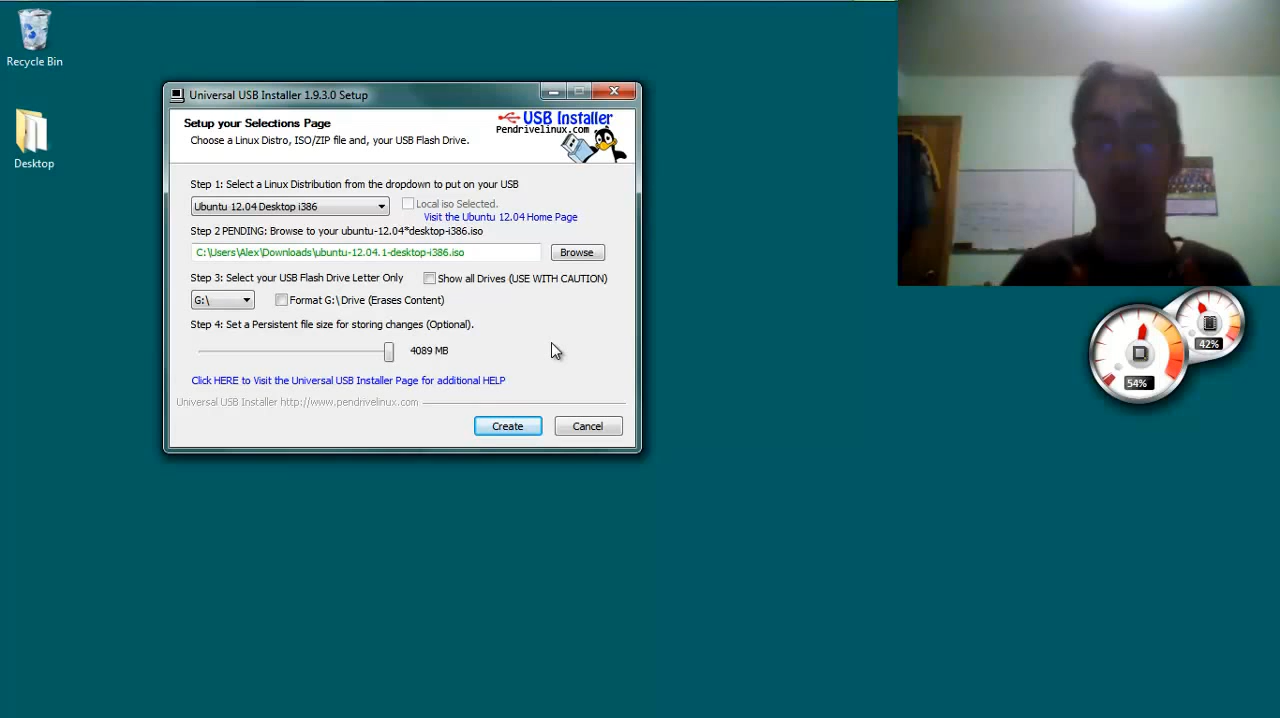 Recycle Bin
Desktop
Universal USB Installer 1.9.3.0 Setup
Setup your Selections Page
Choose a Linux Distro, ISO/ZIP file and, your USB Flash Drive.
USB Installer
Pendrivelinux.com
Step 1: Select a Linux Distribution from the dropdown to put on your USB
Ubuntu 12.04 Desktop i386
Local iso Selected.
Visit the Ubuntu 12.04 Home Page
Step 2 PENDING: Browse to your ubuntu-12.04*desktop-i386.iso
C:\Users\Alex\Downloads\ubuntu-12.04.1-desktop-i386.iso
Browse
Step 3: Select your USB Flash Drive Letter Only
Show all Drives (USE WITH CAUTION)
G:\
Format G:\ Drive (Erases Content)
Step 4: Set a Persistent file size for storing changes (Optional).
4089 MB
Click HERE to Visit the Universal USB Installer Page for additional HELP
Universal USB Installer http://www.pendrivelinux.com
Create
Cancel
42%
54%